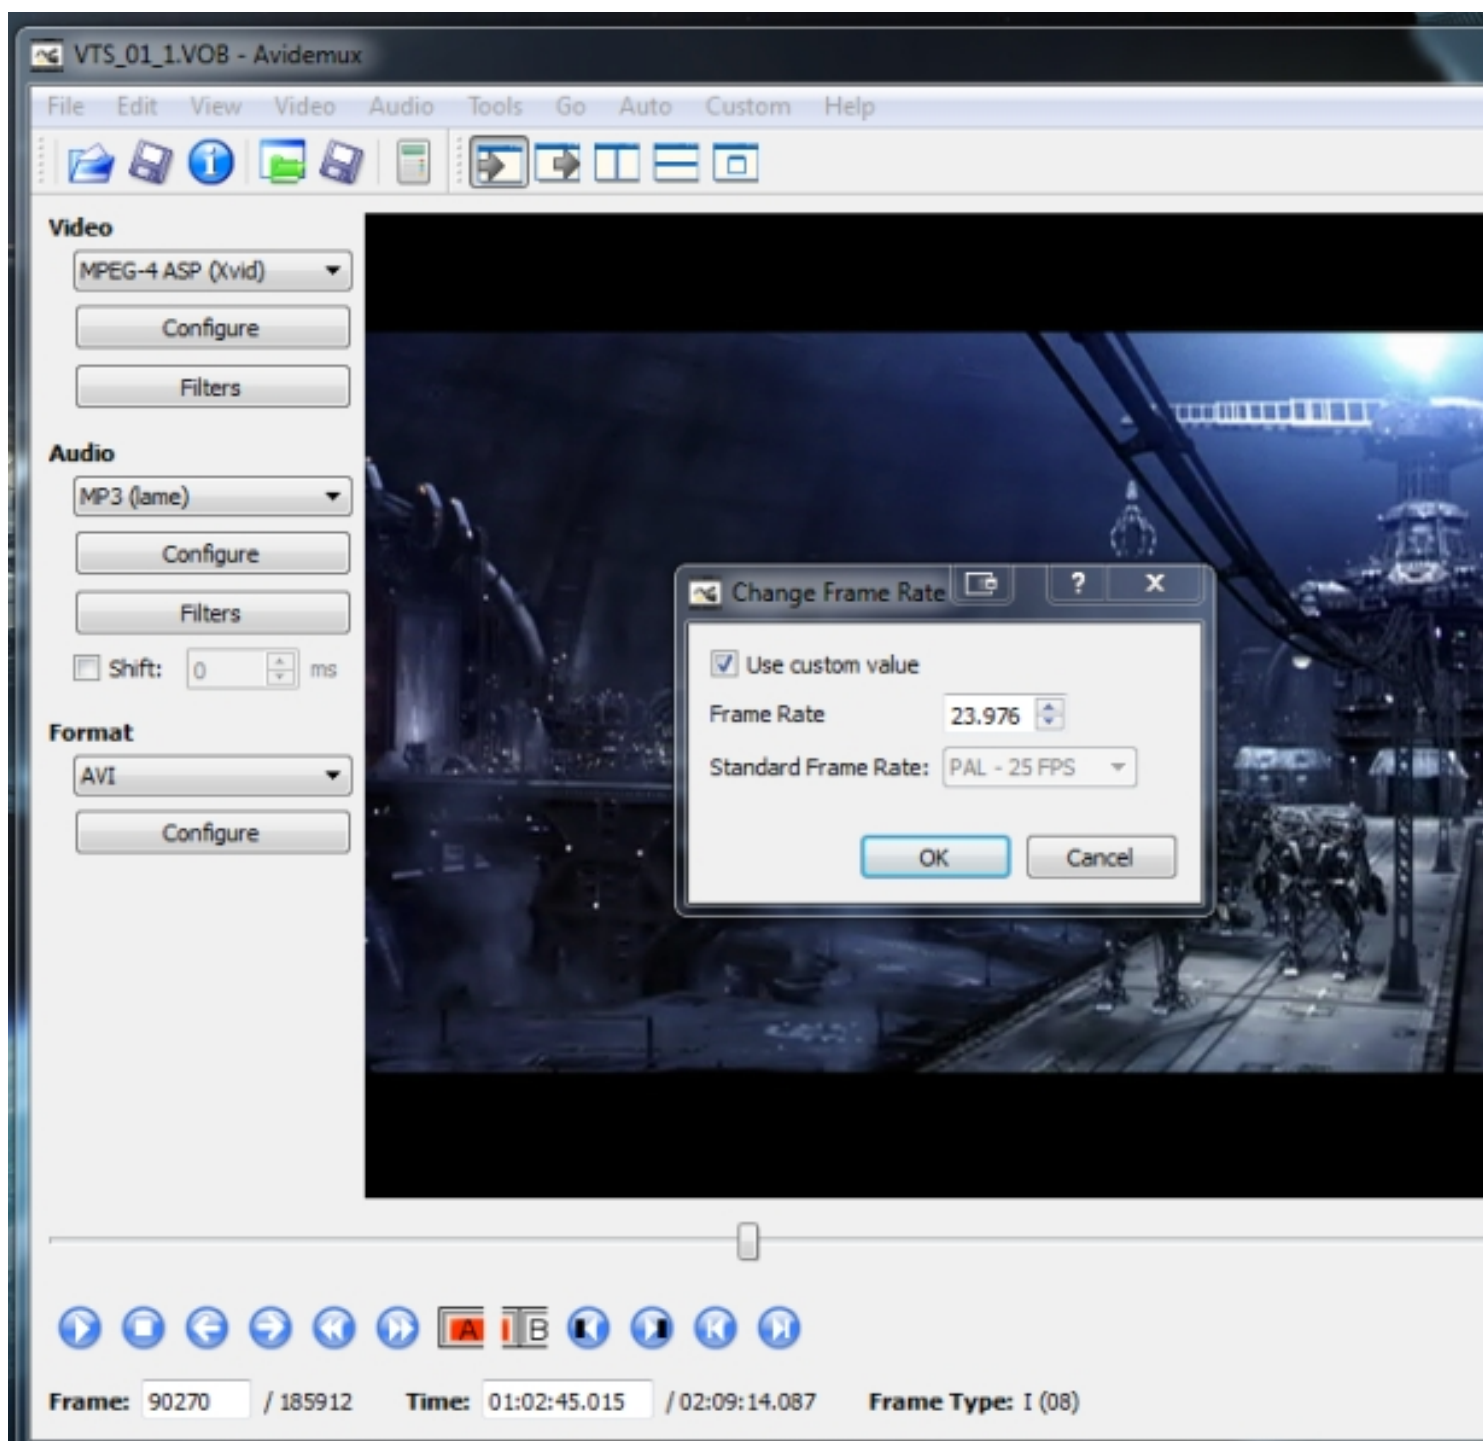 VTS_01_1.VOB - Avidemux
File Edit View Video Audio Tools Go Auto Custom Help
Video
MPEG-4 ASP (Xvid)
Configure
Filters
Audio
MP3 (lame)
Configure
Filters
Shift: 0 ms
Format
AVI
Configure
Change Frame Rate ? X
Use custom value
Frame Rate 23.976
Standard Frame Rate: PAL - 25 FPS
OK Cancel
A B
Frame: 90270 / 185912 Time: 01:02:45.015 / 02:09:14.087 Frame Type: I (08)